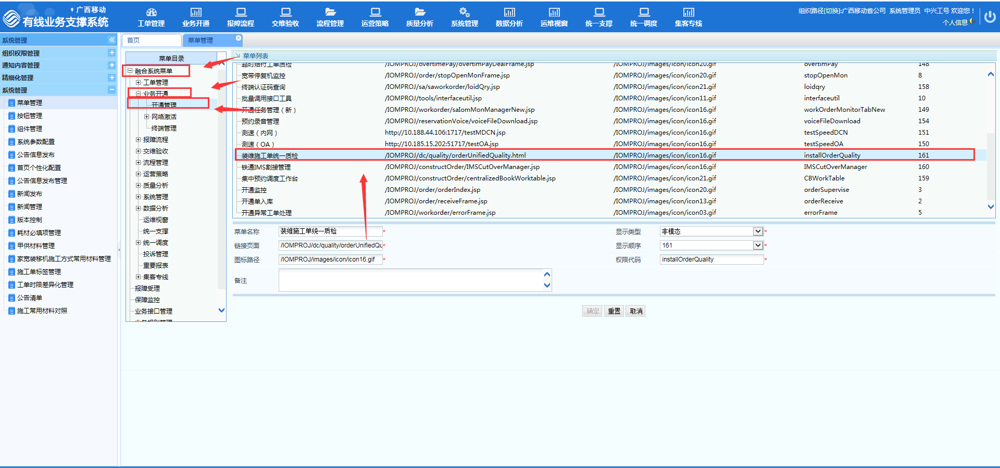 广西移动
有线业务支撑系统
工单管理 业务开通 报障流程 交维验收 流程管理 运营策略 质量分析 系统管理 数据分析 运维视窗 统一支撑 统一调度 集客专线
组织路径[切换]:广西移动省公司 系统管理员 中兴工号 欢迎您！
个人信息
系统管理
组织权限管理
通知内容管理
精细化管理
系统管理
菜单管理
按钮管理
组件管理
系统参数配置
公告信息发布
首页个性化配置
公告信息发布管理
新闻发布
新闻管理
版本控制
耗材必填项管理
甲供材料管理
家宽装移机施工方式常用材料管理
施工单标签管理
工单时限差异化管理
公告清单
施工常用材料对照
首页 菜单管理
菜单目录
融合系统菜单
工单管理
业务开通
开通管理
网络激活
终端管理
报障流程
交维验收
流程管理
运营策略
质量分析
系统管理
数据分析
运维视窗
统一支撑
统一调度
投诉管理
重要报表
集客专线
报障受理
保障监控
业务接口管理
业务规则管理
菜单列表
超时赔付工单质检 /IOMPROJ/overtimePay/overtimPayDealFrame.jsp /IOMPROJ/images/icon/icon20.gif overtimPay 148
宽带停复机监控 /IOMPROJ/order/stopOpenMonFrame.jsp /IOMPROJ/images/icon/icon20.gif stopOpenMon 8
终端认证码查询 /IOMPROJ/sa/saworkorder/loidQry.jsp /IOMPROJ/images/icon/icon21.gif loidqry 158
批量调用接口工具 /IOMPROJ/tools/interfaceutil.jsp /IOMPROJ/images/icon/icon11.gif interfaceutil 10
开通任务管理（新） /IOMPROJ/workorder/saIomMonManagerNew.jsp /IOMPROJ/images/icon/icon16.gif workOrderMonitorTabNew 149
预约录音管理 /IOMPROJ/reservationVoice/voiceFileDownload.jsp /IOMPROJ/images/icon/icon16.gif voiceFileDownload 154
测速（内网） http://10.188.44.106:1717/testMDCN.jsp /IOMPROJ/images/icon/icon16.gif testSpeedDCN 151
测速（OA） http://10.185.15.202:51717/testOA.jsp /IOMPROJ/images/icon/icon16.gif testSpeedOA 150
装维施工单统一质检 /IOMPROJ/dc/quality/orderUnifiedQuality.html /IOMPROJ/images/icon/icon16.gif installOrderQuality 161
铁通IMS割接管理 /IOMPROJ/constructOrder/IMSCutOverManager.jsp /IOMPROJ/images/icon/icon16.gif IMSCutOverManager 160
集中预约调度工作台 /IOMPROJ/constructOrder/centralizedBookWorktable.jsp /IOMPROJ/images/icon/icon21.gif CBWorkTable 159
开通监控 /IOMPROJ/order/orderIndex.jsp /IOMPROJ/images/icon/icon20.gif orderSupervise 3
开通单入库 /IOMPROJ/order/receiveFrame.jsp /IOMPROJ/images/icon/icon13.gif orderReceive 2
开通异常工单处理 /IOMPROJ/workorder/errorFrame.jsp /IOMPROJ/images/icon/icon03.gif errorFrame 5
菜单名称 装维施工单统一质检 * 显示类型 非模态 *
链接页面 /IOMPROJ/dc/quality/orderUnifiedQu * 显示顺序 161 *
图标路径 /IOMPROJ/images/icon/icon16.gif * 权限代码 installOrderQuality *
备注
确定 重置 取消